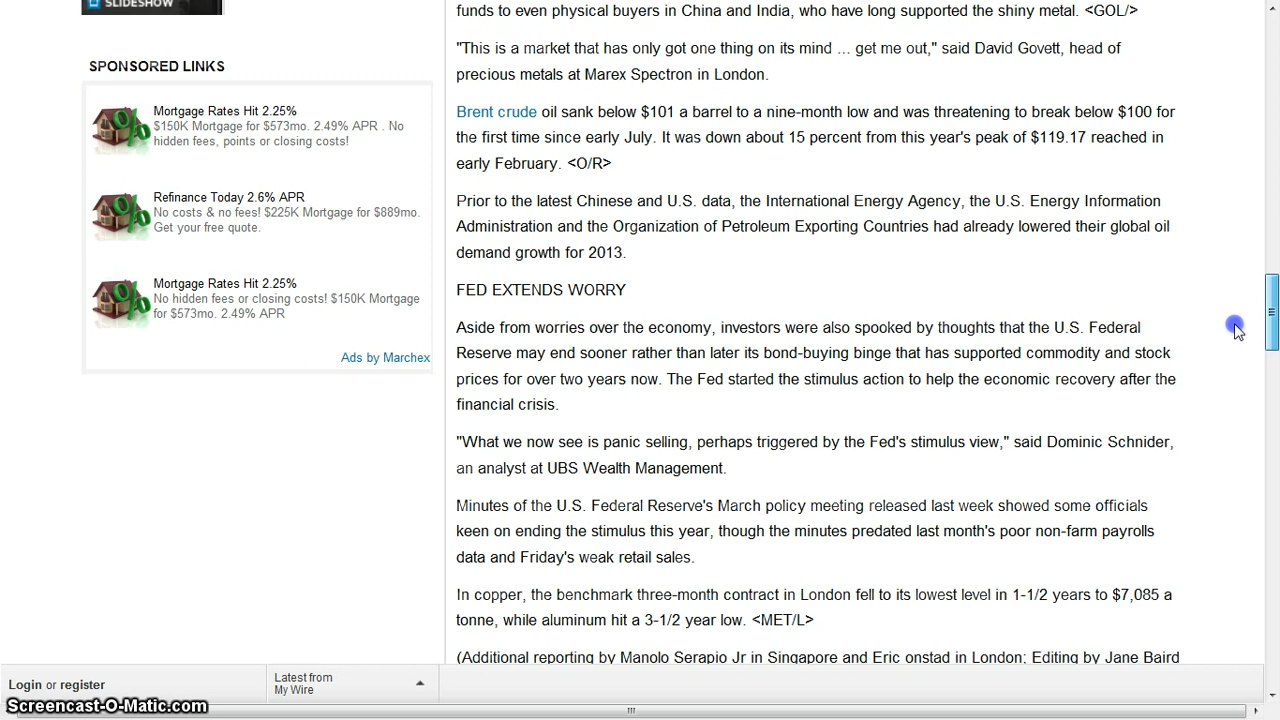 SLIDESHOW
SPONSORED LINKS
Mortgage Rates Hit 2.25%
$150K Mortgage for $573mo. 2.49% APR . No
hidden fees, points or closing costs!
Refinance Today 2.6% APR
No costs & no fees! $225K Mortgage for $889mo.
Get your free quote.
Mortgage Rates Hit 2.25%
No hidden fees or closing costs! $150K Mortgage
for $573mo. 2.49% APR
Ads by Marchex
funds to even physical buyers in China and India, who have long supported the shiny metal. <GOL/>
"This is a market that has only got one thing on its mind ... get me out," said David Govett, head of
precious metals at Marex Spectron in London.
Brent crude oil sank below $101 a barrel to a nine-month low and was threatening to break below $100 for
the first time since early July. It was down about 15 percent from this year's peak of $119.17 reached in
early February. <O/R>
Prior to the latest Chinese and U.S. data, the International Energy Agency, the U.S. Energy Information
Administration and the Organization of Petroleum Exporting Countries had already lowered their global oil
demand growth for 2013.
FED EXTENDS WORRY
Aside from worries over the economy, investors were also spooked by thoughts that the U.S. Federal
Reserve may end sooner rather than later its bond-buying binge that has supported commodity and stock
prices for over two years now. The Fed started the stimulus action to help the economic recovery after the
financial crisis.
"What we now see is panic selling, perhaps triggered by the Fed's stimulus view," said Dominic Schnider,
an analyst at UBS Wealth Management.
Minutes of the U.S. Federal Reserve's March policy meeting released last week showed some officials
keen on ending the stimulus this year, though the minutes predated last month's poor non-farm payrolls
data and Friday's weak retail sales.
In copper, the benchmark three-month contract in London fell to its lowest level in 1-1/2 years to $7,085 a
tonne, while aluminum hit a 3-1/2 year low. <MET/L>
(Additional reporting by Manolo Serapio Jr in Singapore and Eric onstad in London; Editing by Jane Baird
Login or register
Latest from
My Wire
Screencast-O-Matic.com